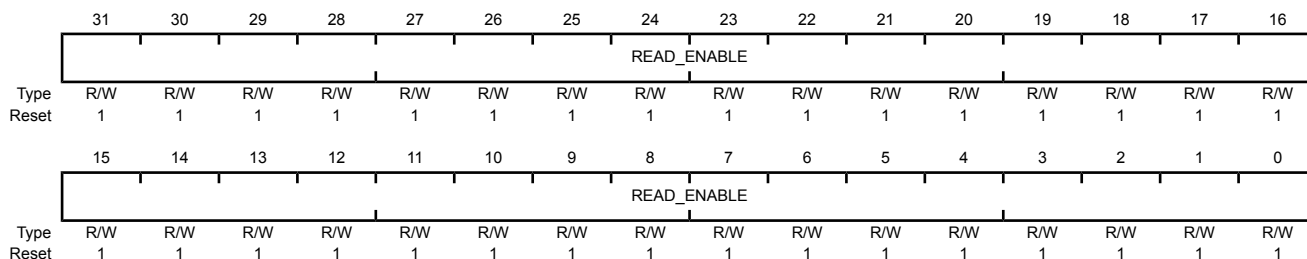 31 30 29 28 27 26 25 24 23 22 21 20 19 18 17 16
READ_ENABLE
Type R/W R/W R/W R/W R/W R/W R/W R/W R/W R/W R/W R/W R/W R/W R/W R/W
Reset 1 1 1 1 1 1 1 1 1 1 1 1 1 1 1 1
15 14 13 12 11 10 9 8 7 6 5 4 3 2 1 0
READ_ENABLE
Type R/W R/W R/W R/W R/W R/W R/W R/W R/W R/W R/W R/W R/W R/W R/W R/W
Reset 1 1 1 1 1 1 1 1 1 1 1 1 1 1 1 1